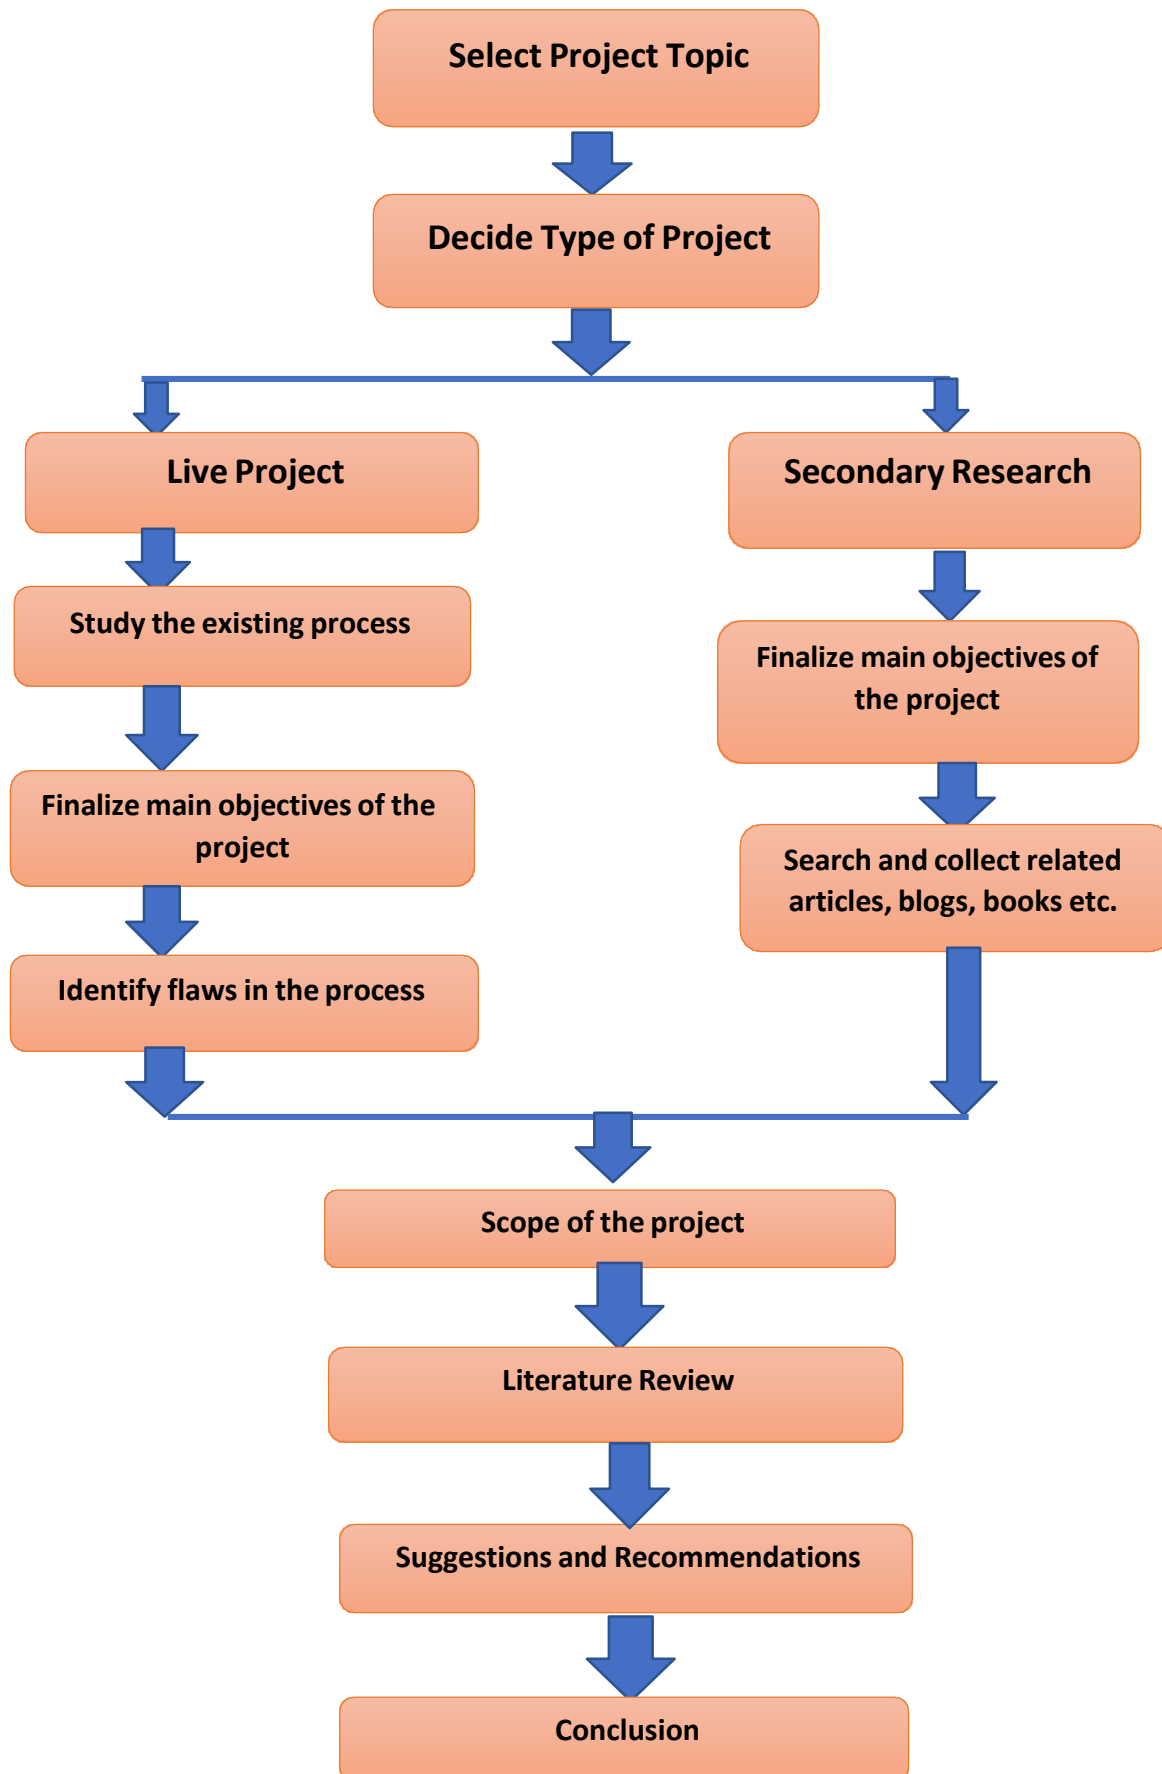 Select Project Topic
Decide Type of Project
Live Project
Study the existing process
Finalize main objectives of the
project
Identify flaws in the process
Secondary Research
Finalize main objectives of
the project
Search and collect related
articles, blogs, books etc.
Scope of the project
Literature Review
Suggestions and Recommendations
Conclusion